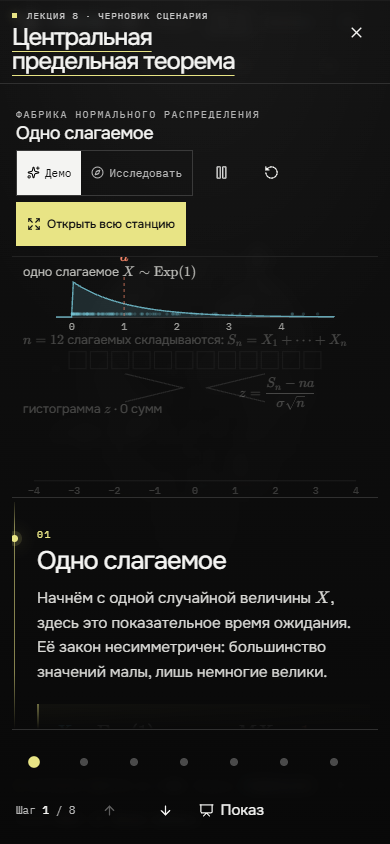 ЛЕКЦИЯ 8 · ЧЕРНОВИК СЦЕНАРИЯ
Центральная
предельная теорема
ФАБРИКА НОРМАЛЬНОГО РАСПРЕДЕЛЕНИЯ
Одно слагаемое
Демо
Исследовать
Открыть всю станцию
a
одно слагаемое X ∼ Exp(1)
0 1 2 3 4
n = 12 слагаемых складываются: Sₙ = X₁ + ⋯ + Xₙ
z = (Sₙ − na) / (σ√n)
гистограмма z · 0 сумм
−4 −3 −2 −1 0 1 2 3 4
01
Одно слагаемое
Начнём с одной случайной величины X,
здесь это показательное время ожидания.
Её закон несимметричен: большинство
значений малы, лишь немногие велики.
Шаг 1 / 8
Показ